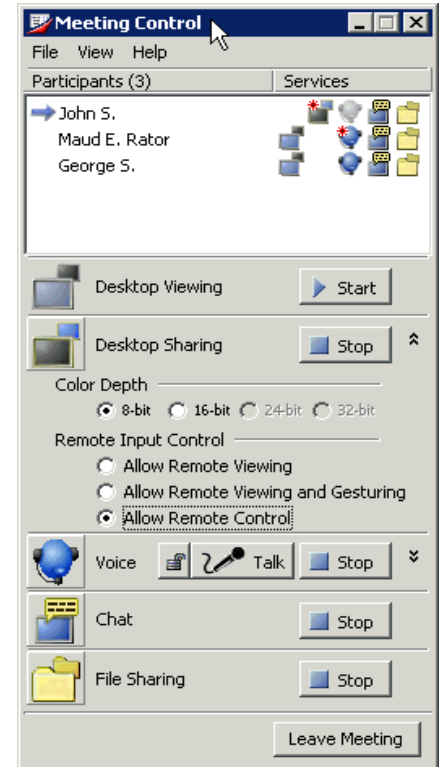 Meeting Control
File View Help
Participants (3) Services
John S.
Maud E. Rator
George S.
Desktop Viewing Start
Desktop Sharing Stop
Color Depth
8-bit 16-bit 24-bit 32-bit
Remote Input Control
Allow Remote Viewing
Allow Remote Viewing and Gesturing
Allow Remote Control
Voice Talk Stop
Chat Stop
File Sharing Stop
Leave Meeting